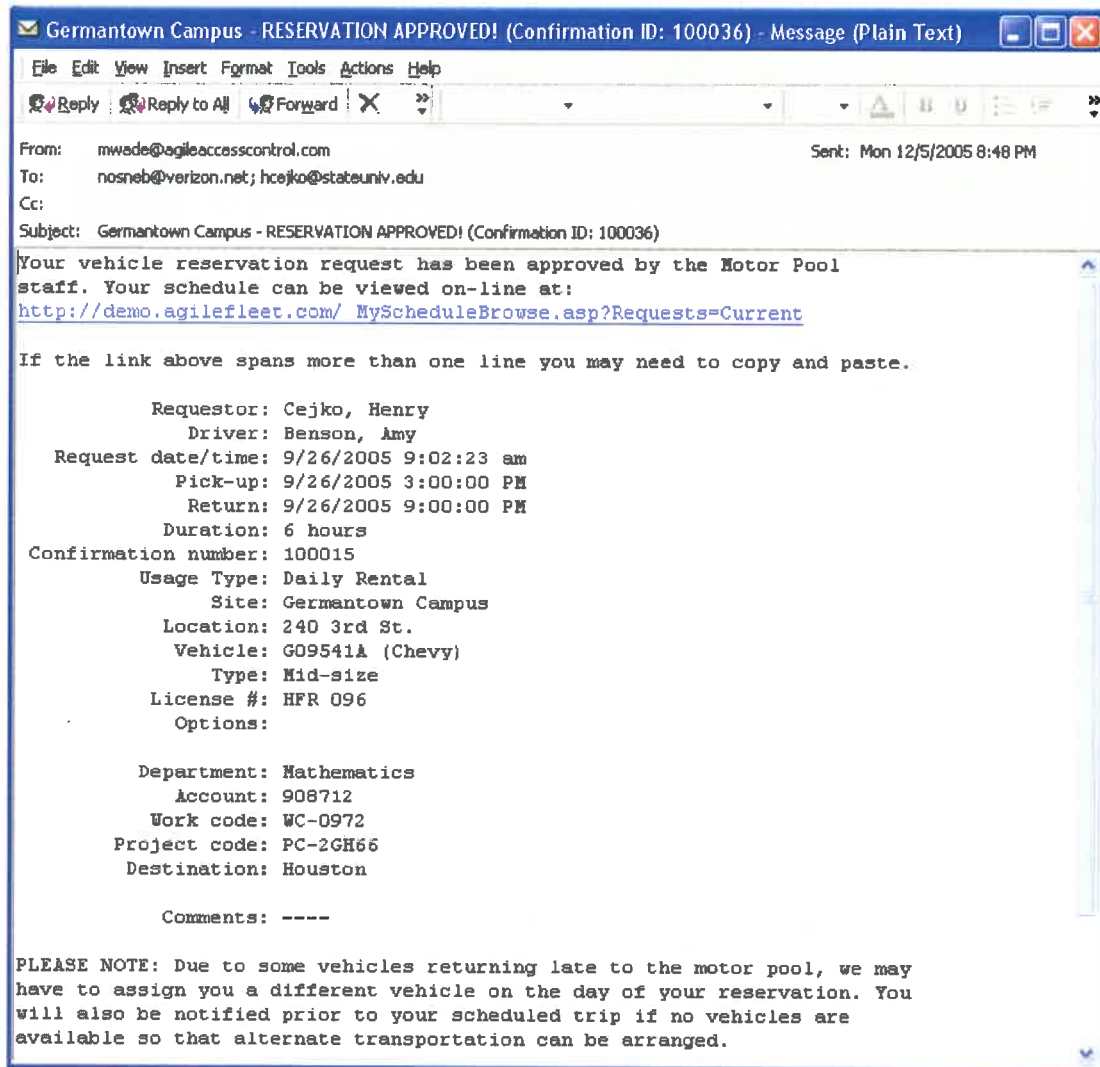 Germantown Campus - RESERVATION APPROVED! (Confirmation ID: 100036) - Message (Plain Text)
File Edit View Insert Format Tools Actions Help
Reply Reply to All Forward
From: mwade@agileaccesscontrol.com Sent: Mon 12/5/2005 8:48 PM
To: nosneb@verizon.net; hcejko@stateuniv.edu
Cc:
Subject: Germantown Campus - RESERVATION APPROVED! (Confirmation ID: 100036)
Your vehicle reservation request has been approved by the Motor Pool
staff. Your schedule can be viewed on-line at:
http://demo.agilefleet.com/ MyScheduleBrowse.asp?Requests=Current
If the link above spans more than one line you may need to copy and paste.
Requestor: Cejko, Henry
Driver: Benson, Amy
Request date/time: 9/26/2005 9:02:23 am
Pick-up: 9/26/2005 3:00:00 PM
Return: 9/26/2005 9:00:00 PM
Duration: 6 hours
Confirmation number: 100015
Usage Type: Daily Rental
Site: Germantown Campus
Location: 240 3rd St.
Vehicle: G09541A (Chevy)
Type: Mid-size
License #: HFR 096
Options:
Department: Mathematics
Account: 908712
Work code: WC-0972
Project code: PC-2GH66
Destination: Houston
Comments: ----
PLEASE NOTE: Due to some vehicles returning late to the motor pool, we may
have to assign you a different vehicle on the day of your reservation. You
will also be notified prior to your scheduled trip if no vehicles are
available so that alternate transportation can be arranged.